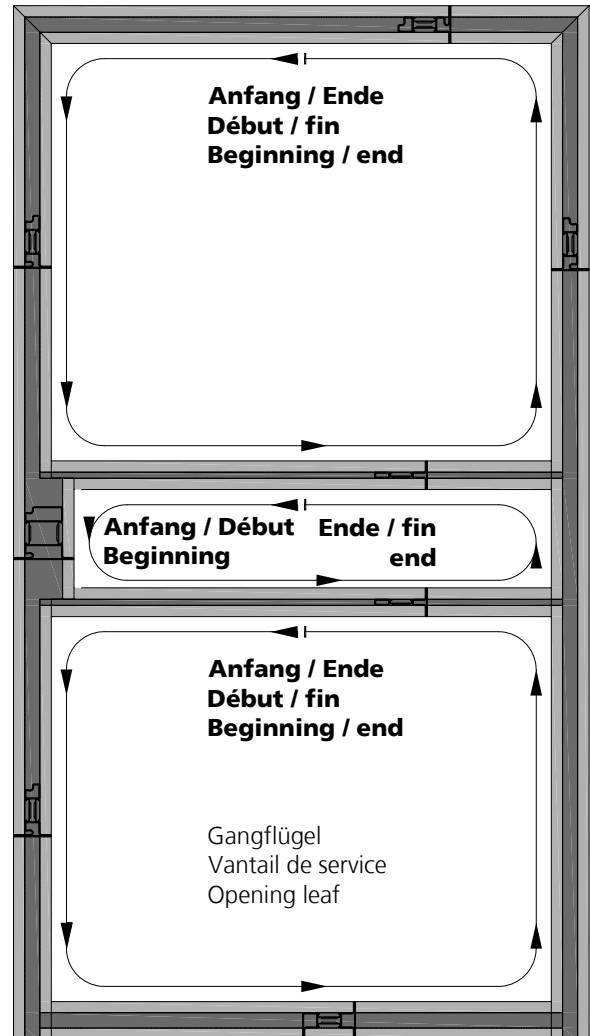 Anfang / Ende
Début / fin
Beginning / end
Anfang / Début Ende / fin
Beginning end
Anfang / Ende
Début / fin
Beginning / end
Gangflügel
Vantail de service
Opening leaf